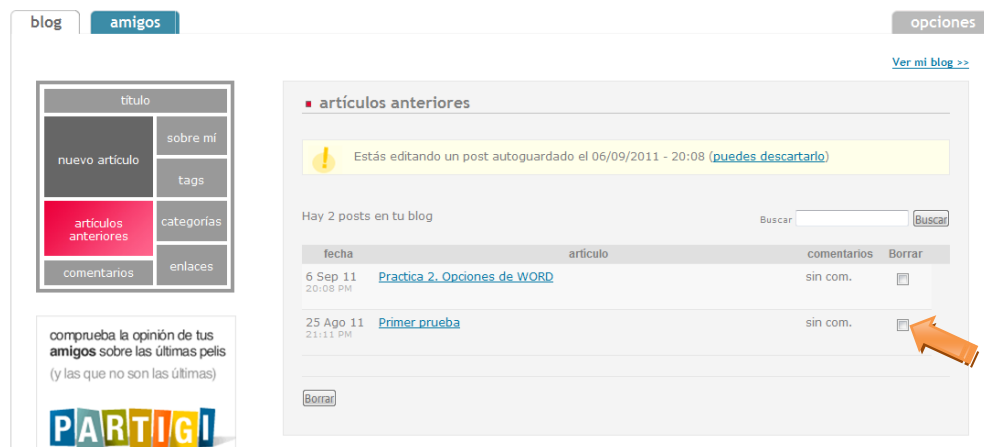 blog
amigos
opciones
Ver mi blog >>
título
nuevo artículo
sobre mí
tags
artículos
anteriores
categorías
comentarios
enlaces
artículos anteriores
Estás editando un post autoguardado el 06/09/2011 - 20:08 (puedes descartarlo)
Hay 2 posts en tu blog
Buscar
Buscar
fecha artículo comentarios Borrar
6 Sep 11 Practica 2. Opciones de WORD sin com.
20:08 PM
25 Ago 11 Primer prueba sin com.
21:11 PM
Borrar
comprueba la opinión de tus
amigos sobre las últimas pelis
(y las que no son las últimas)
PARTIGI